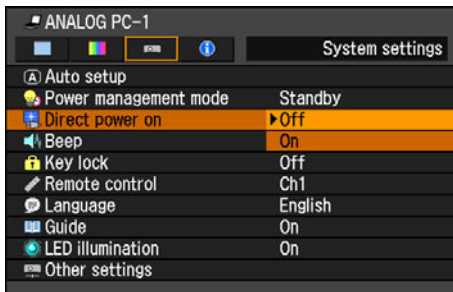 ANALOG PC-1
System settings
Auto setup
Power management mode Standby
Direct power on Off
Beep On
Key lock Off
Remote control Ch1
Language English
Guide On
LED illumination On
Other settings